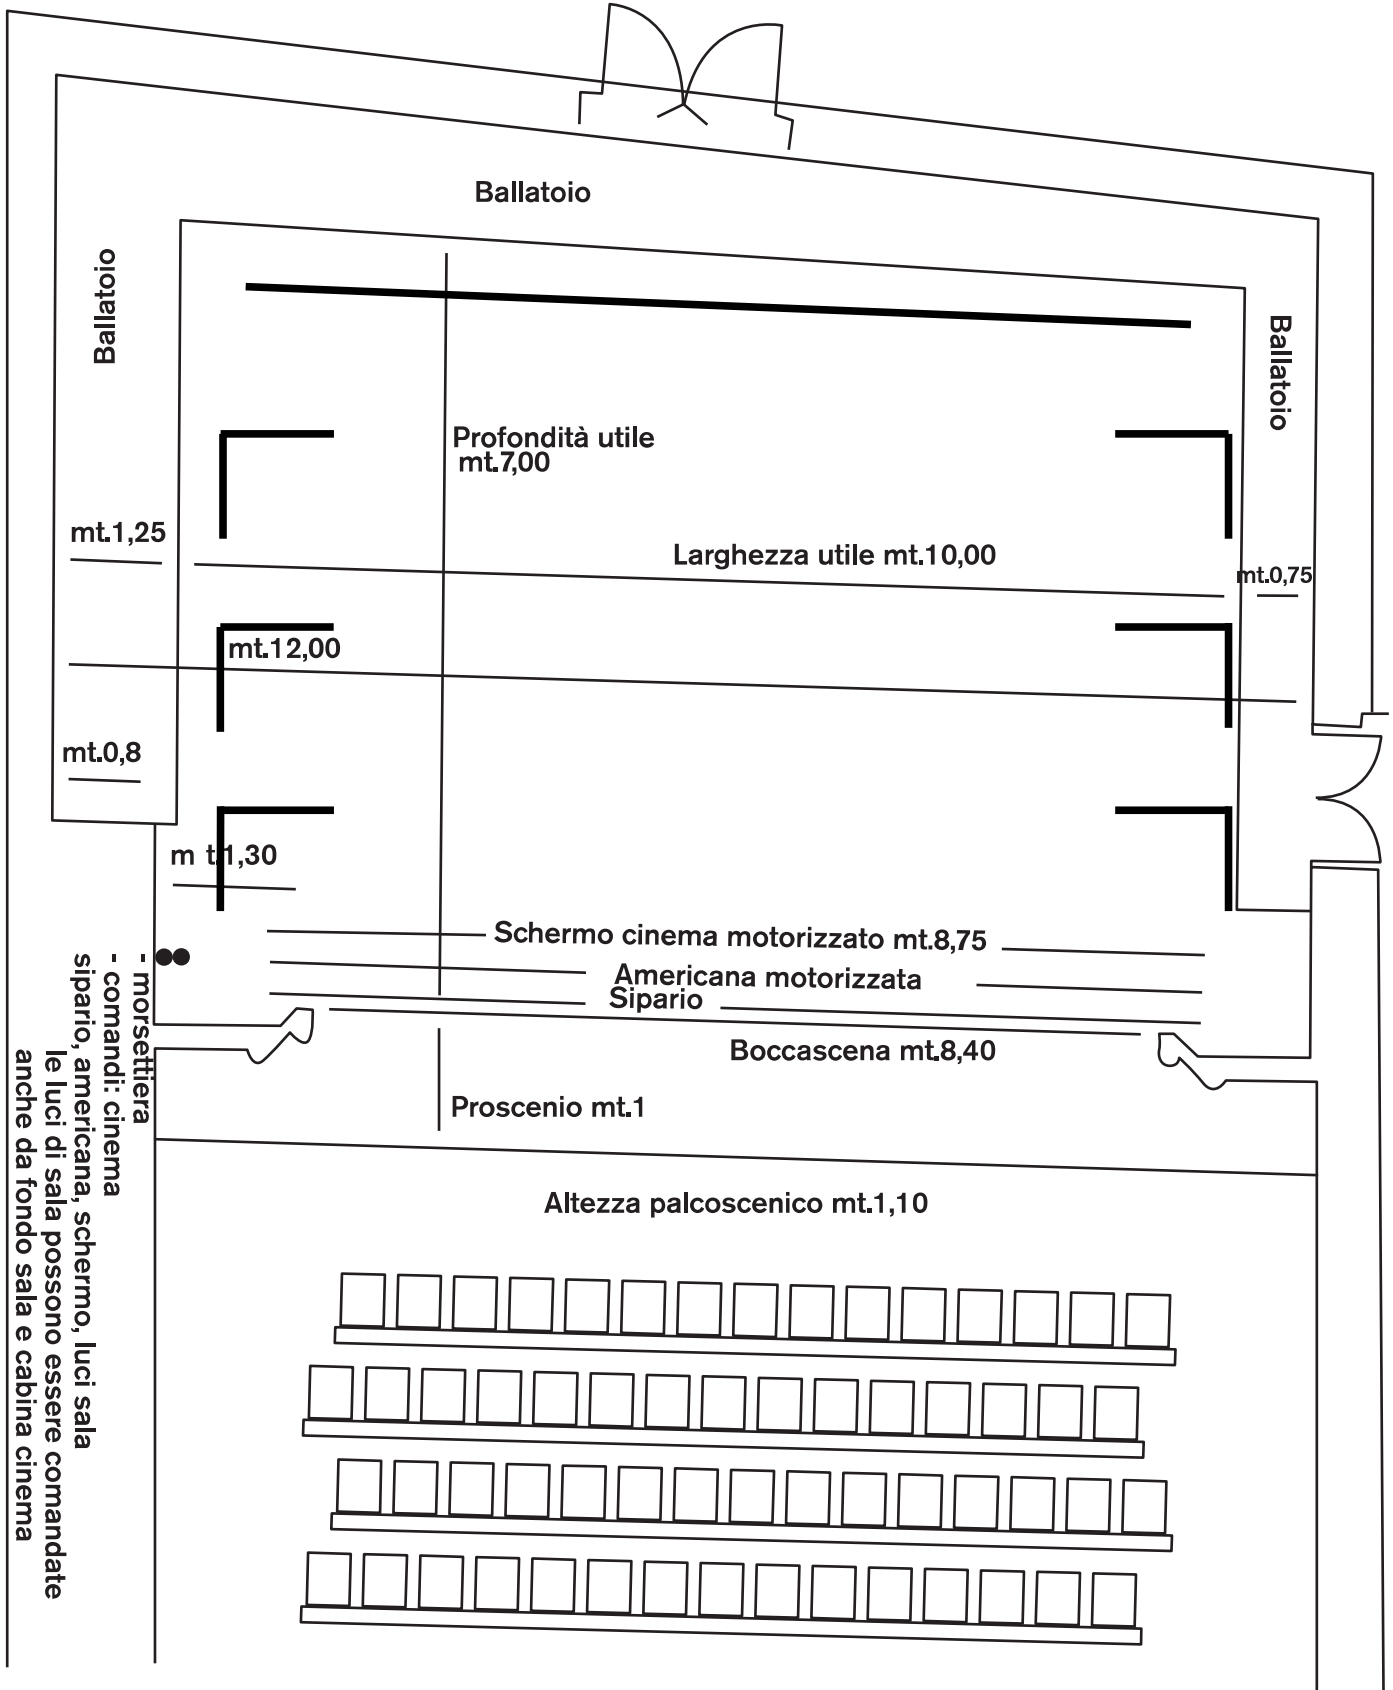 Ballatoio
Ballatoio
Ballatoio
Profondità utile
mt.7,00
mt.1,25
Larghezza utile mt.10,00
mt.0,75
mt.12,00
mt.0,8
m t.1,30
Schermo cinema motorizzato mt.8,75
Americana motorizzata
Sipario
Boccascena mt.8,40
Proscenio mt.1
Altezza palcoscenico mt.1,10
- morsettiera
- comandi: cinema
sipario, americana, schermo, luci sala
le luci di sala possono essere comandate
anche da fondo sala e cabina cinema